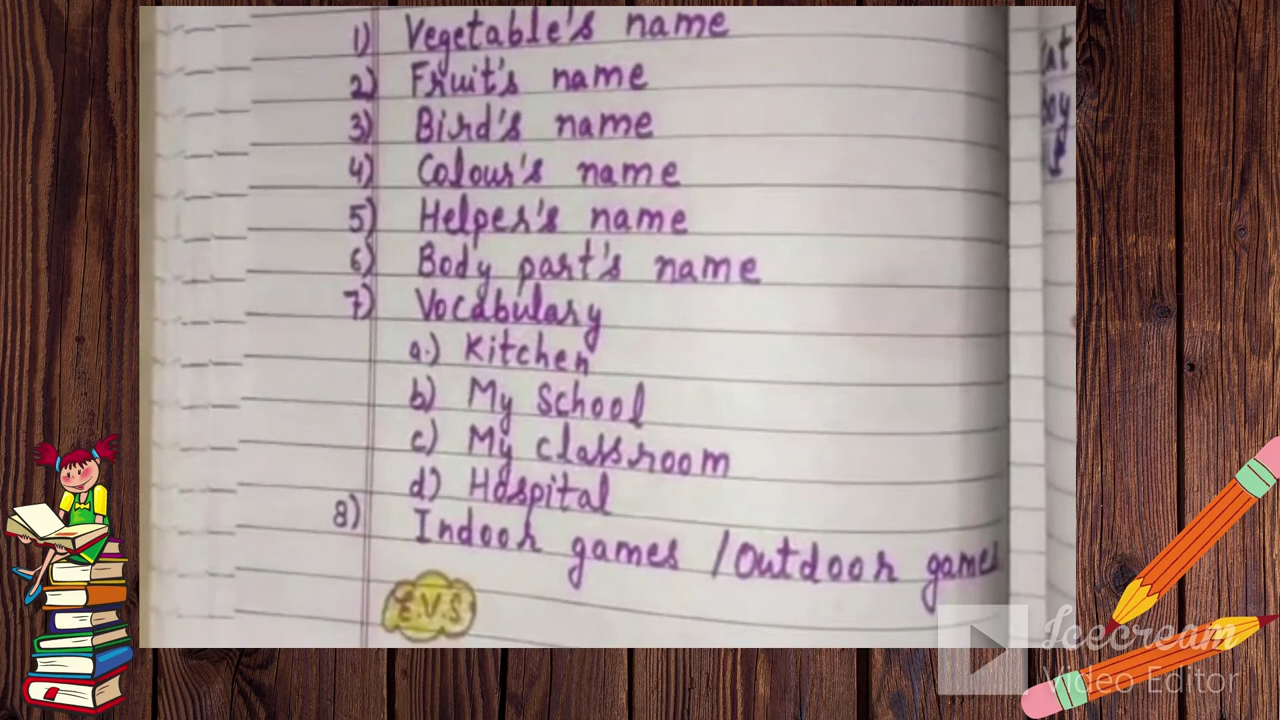 1) Vegetable's name
2) Fruit's name
3) Bird's name
4) Colour's name
5) Helper's name
6) Body part's name
7) Vocabulary
a.) Kitchen
b) My School
c) My classroom
d) Hospital
8) Indoor games /Outdoor games
E.V.S
Icecream
Video Editor